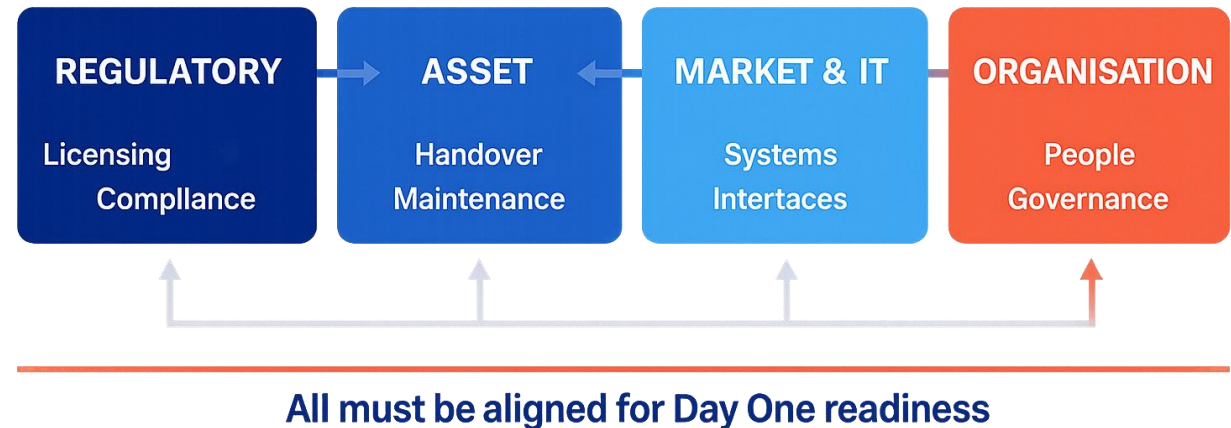 REGULATORY
Licensing
Compllance
ASSET
Handover
Maintenance
MARKET & IT
Systems
Intertaces
ORGANISATION
People
Governance
All must be aligned for Day One readiness